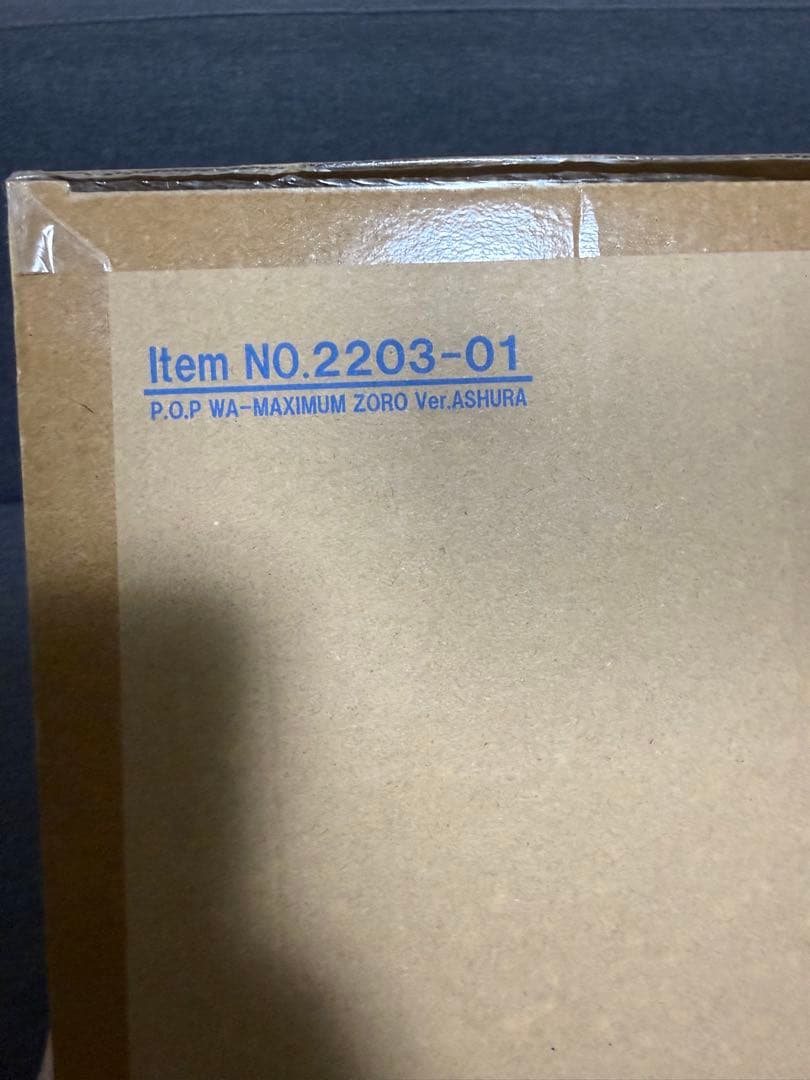 Item NO.2203-01
P.O.P WA-MAXIMUM ZORO Ver.ASHURA